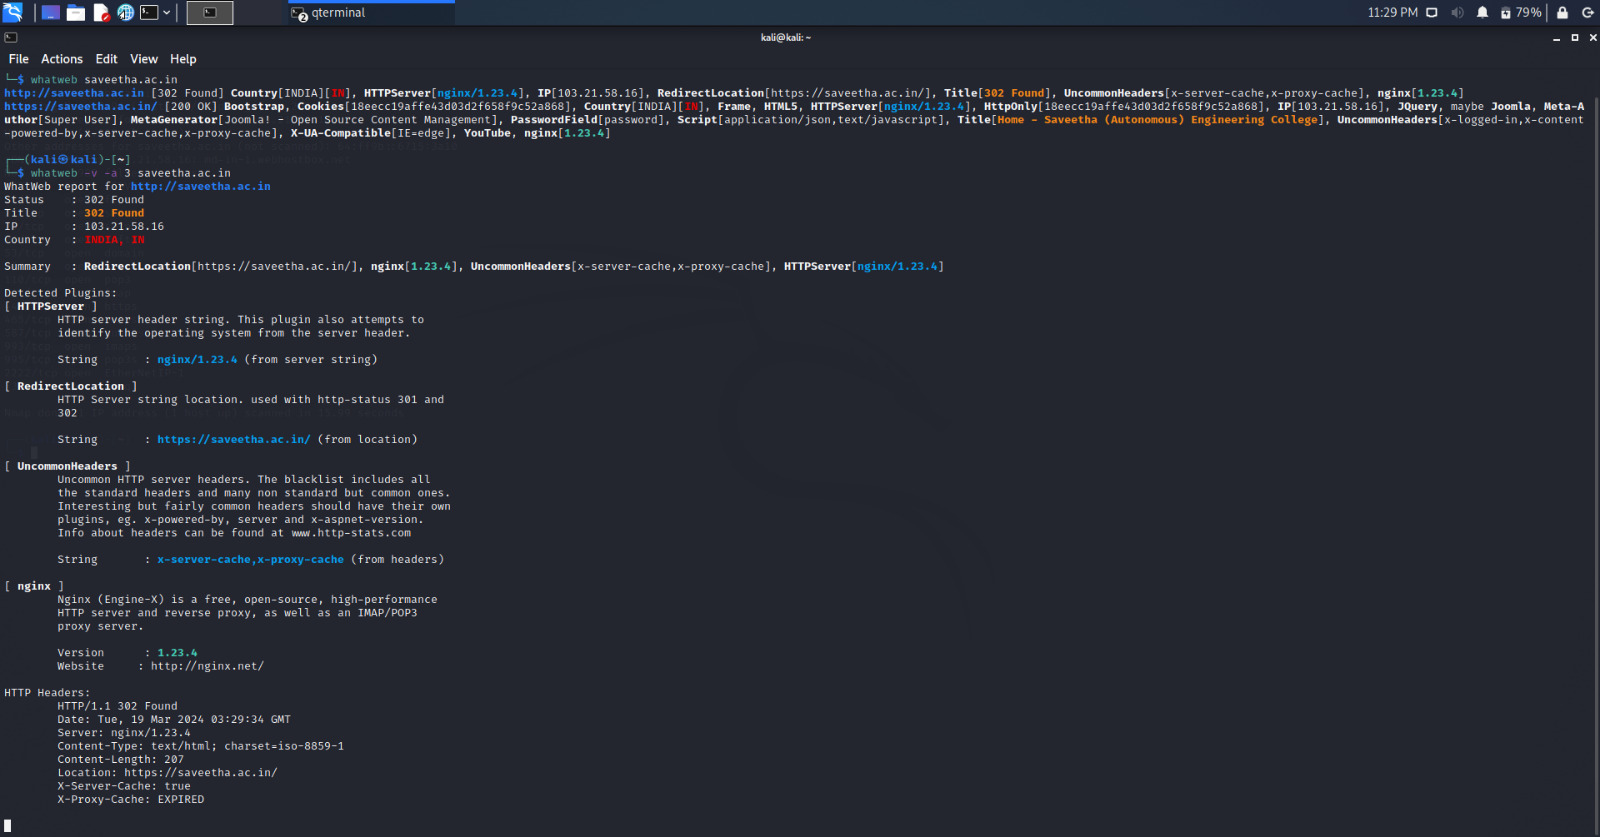 2 qterminal 11:29 PM 79%
kali@kali: ~
File Actions Edit View Help
└─$ whatweb saveetha.ac.in
http://saveetha.ac.in [302 Found] Country[INDIA][IN], HTTPServer[nginx/1.23.4], IP[103.21.58.16], RedirectLocation[https://saveetha.ac.in/], Title[302 Found], UncommonHeaders[x-server-cache,x-proxy-cache], nginx[1.23.4]
https://saveetha.ac.in/ [200 OK] Bootstrap, Cookies[18eecc19affe43d03d2f658f9c52a868], Country[INDIA][IN], Frame, HTML5, HTTPServer[nginx/1.23.4], HttpOnly[18eecc19affe43d03d2f658f9c52a868], IP[103.21.58.16], JQuery, maybe Joomla, Meta-A
uthor[Super User], MetaGenerator[Joomla! - Open Source Content Management], PasswordField[password], Script[application/json,text/javascript], Title[Home - Saveetha (Autonomous) Engineering College], UncommonHeaders[x-logged-in,x-content
-powered-by,x-server-cache,x-proxy-cache], X-UA-Compatible[IE=edge], YouTube, nginx[1.23.4]
┌──(kali㉿kali)-[~]
└─$ whatweb -v -a 3 saveetha.ac.in
WhatWeb report for http://saveetha.ac.in
Status : 302 Found
Title : 302 Found
IP : 103.21.58.16
Country : INDIA, IN
Summary : RedirectLocation[https://saveetha.ac.in/], nginx[1.23.4], UncommonHeaders[x-server-cache,x-proxy-cache], HTTPServer[nginx/1.23.4]
Detected Plugins:
[ HTTPServer ]
HTTP server header string. This plugin also attempts to
identify the operating system from the server header.
String : nginx/1.23.4 (from server string)
[ RedirectLocation ]
HTTP Server string location. used with http-status 301 and
302
String : https://saveetha.ac.in/ (from location)
[ UncommonHeaders ]
Uncommon HTTP server headers. The blacklist includes all
the standard headers and many non standard but common ones.
Interesting but fairly common headers should have their own
plugins, eg. x-powered-by, server and x-aspnet-version.
Info about headers can be found at www.http-stats.com
String : x-server-cache,x-proxy-cache (from headers)
[ nginx ]
Nginx (Engine-X) is a free, open-source, high-performance
HTTP server and reverse proxy, as well as an IMAP/POP3
proxy server.
Version : 1.23.4
Website : http://nginx.net/
HTTP Headers:
HTTP/1.1 302 Found
Date: Tue, 19 Mar 2024 03:29:34 GMT
Server: nginx/1.23.4
Content-Type: text/html; charset=iso-8859-1
Content-Length: 207
Location: https://saveetha.ac.in/
X-Server-Cache: true
X-Proxy-Cache: EXPIRED